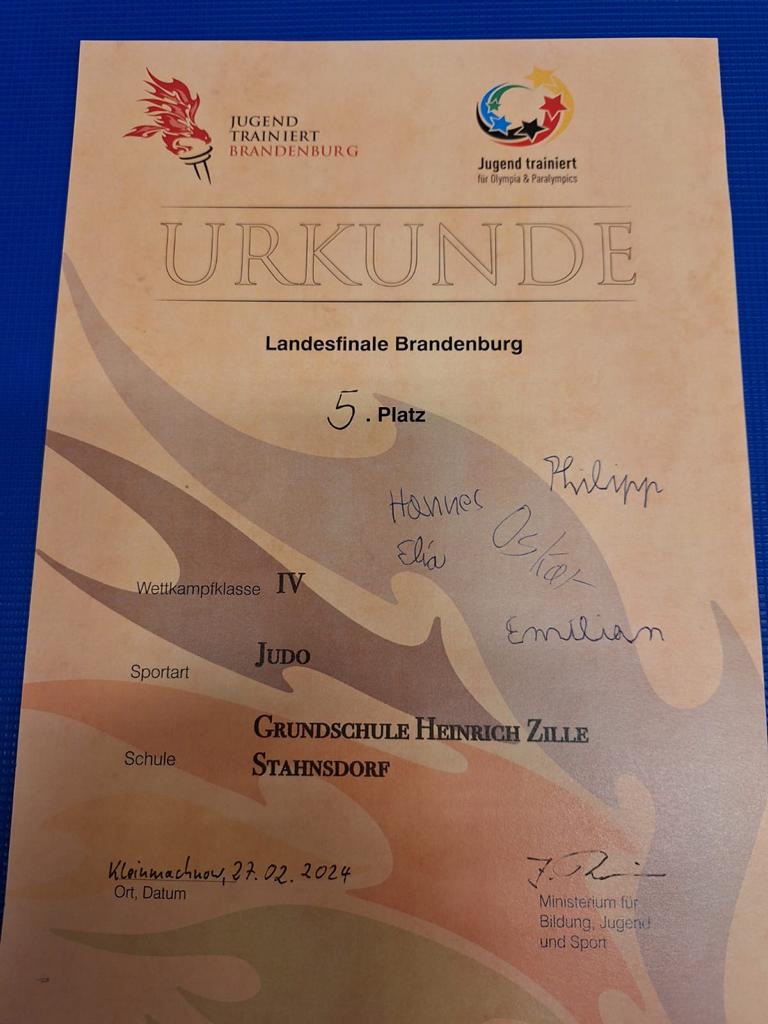 JUGEND
TRAINIERT
BRANDENBURG
Jugend trainiert
für Olympia & Paralympics
URKUNDE
Landesfinale Brandenburg
5. Platz
Philipp
Hannes
Oskar
Elia
Wettkampfklasse IV
Emilian
Sportart JUDO
Schule GRUNDSCHULE HEINRICH ZILLE
STAHNSDORF
Kleinmachnow, 27.02.2024
Ort, Datum
Ministerium für
Bildung, Jugend
und Sport